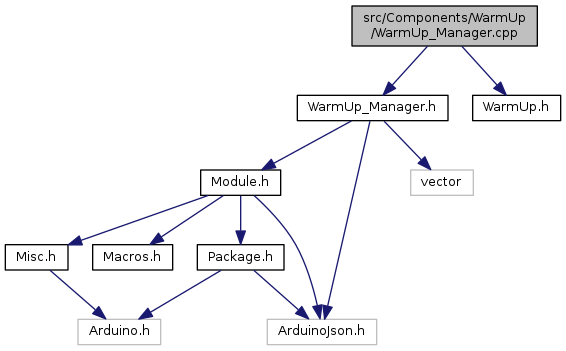 src/Components/WarmUp
/WarmUp_Manager.cpp
WarmUp_Manager.h
WarmUp.h
Module.h
vector
Misc.h
Macros.h
Package.h
Arduino.h
ArduinoJson.h